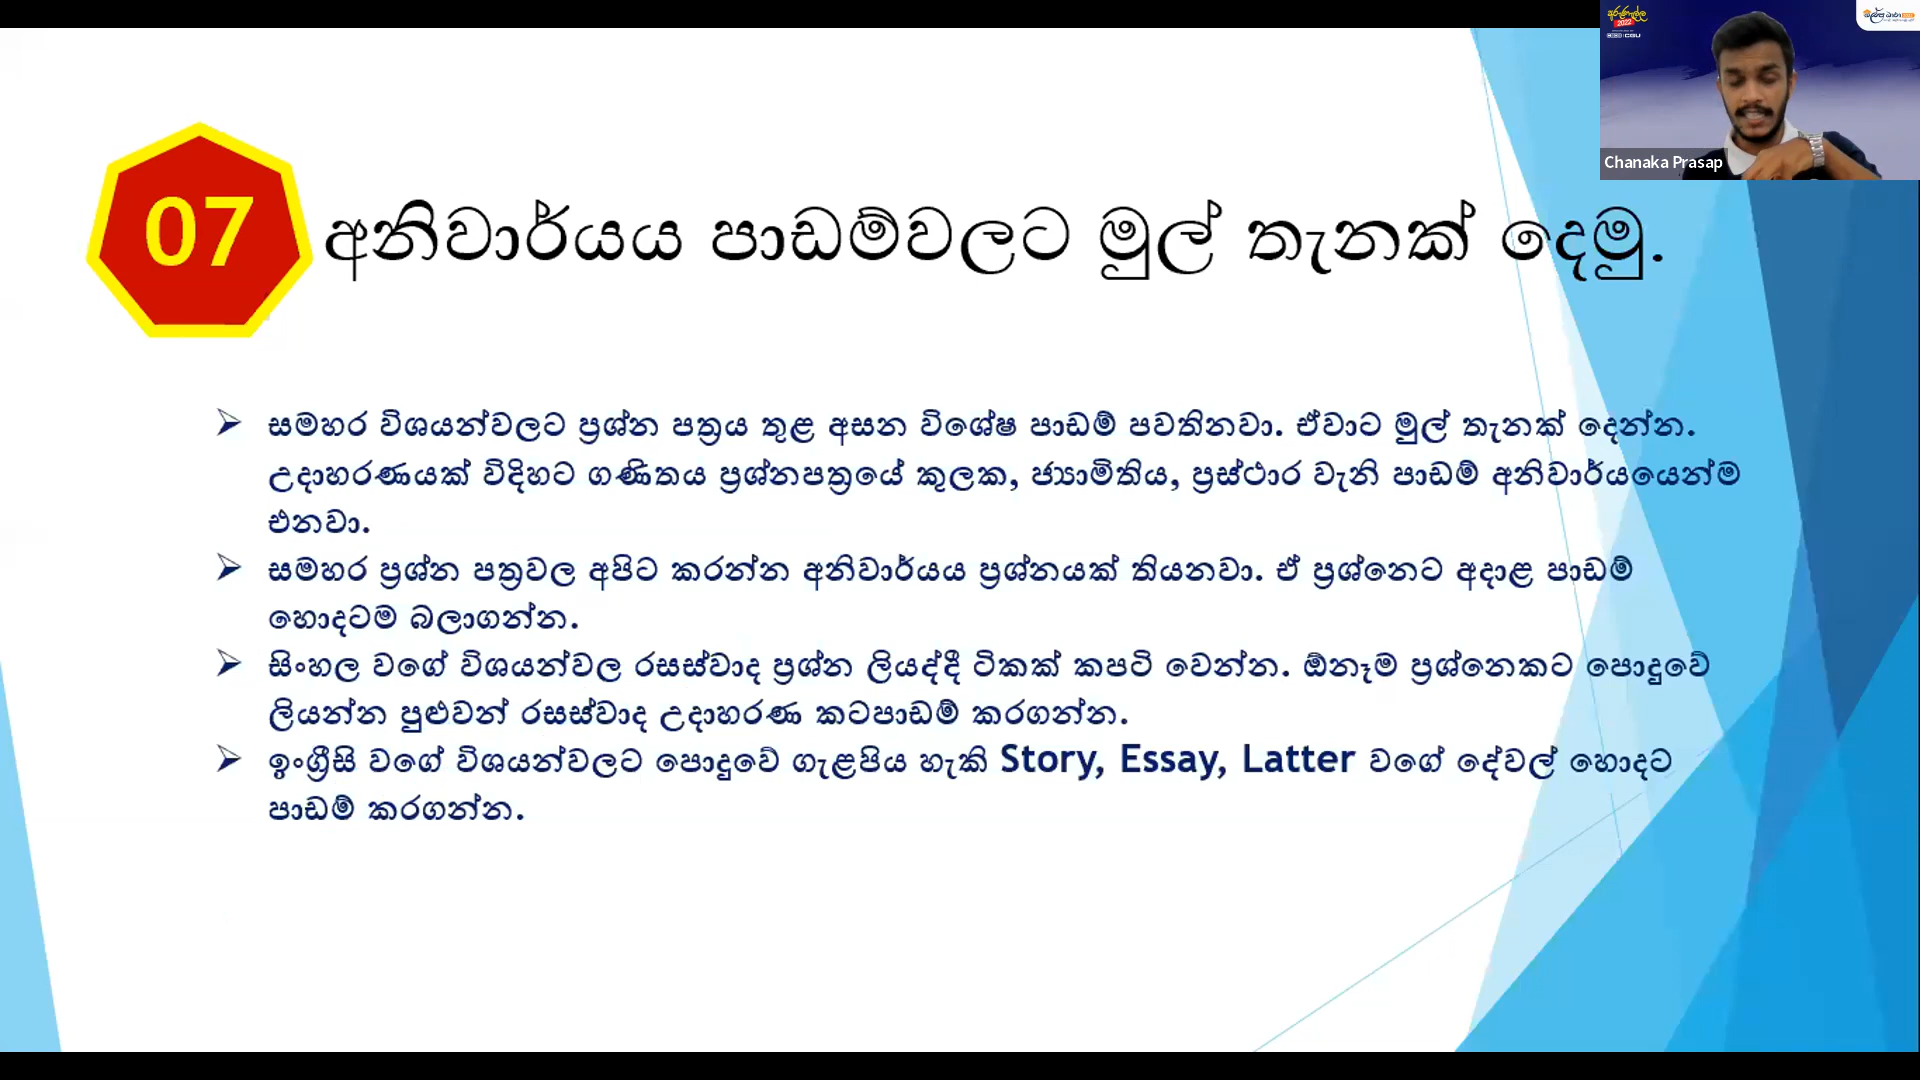 අරුණැල්ල
2022
CGU
Chanaka Prasap
07
අනිවාර්යය පාඩම්වලට මුල් තැනක් දෙමු.
➢ සමහර විශයන්වලට ප්‍රශ්න පත්‍රය තුළ අසන විශේෂ පාඩම් පවතිනවා. ඒවාට මුල් තැනක් දෙන්න.
උදාහරණයක් විදිහට ගණිතය ප්‍රශ්නපත්‍රයේ කුලක, ජ්‍යාමිතිය, ප්‍රස්ථාර වැනි පාඩම් අනිවාර්යයෙන්ම
එනවා.
➢ සමහර ප්‍රශ්න පත්‍රවල අපිට කරන්න අනිවාර්යය ප්‍රශ්නයක් තියනවා. ඒ ප්‍රශ්නෙට අදාළ පාඩම්
හොදටම බලාගන්න.
➢ සිංහල වගේ විශයන්වල රසස්වාද ප්‍රශ්න ලියද්දී ටිකක් කපටි වෙන්න. ඕනෑම ප්‍රශ්නෙකට පොදුවේ
ලියන්න පුළුවන් රසස්වාද උදාහරණ කටපාඩම් කරගන්න.
➢ ඉංග්‍රීසි වගේ විශයන්වලට පොදුවේ ගැළපිය හැකි Story, Essay, Latter වගේ දේවල් හොදට
පාඩම් කරගන්න.